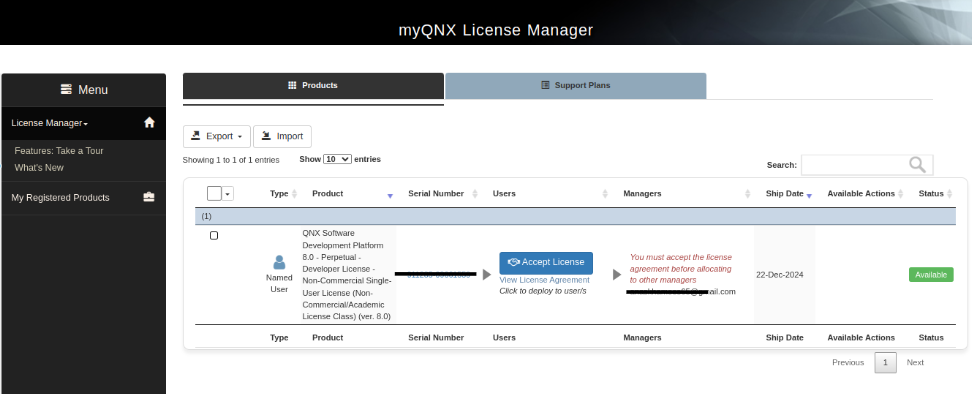 myQNX License Manager
Menu
License Manager
Features: Take a Tour
What's New
My Registered Products
Products
Support Plans
Export
Import
Showing 1 to 1 of 1 entries
Show 10 entries
Search:
Type Product Serial Number Users Managers Ship Date Available Actions Status
(1)
Named
User
QNX Software
Development Platform
8.0 - Perpetual -
Developer License -
Non-Commercial Single-
User License (Non-
Commercial/Academic
License Class) (ver. 8.0)
Accept License
View License Agreement
Click to deploy to user/s
You must accept the license
agreement before allocating
to other managers
@gmail.com
22-Dec-2024
Available
Type Product Serial Number Users Managers Ship Date Available Actions Status
Previous 1 Next